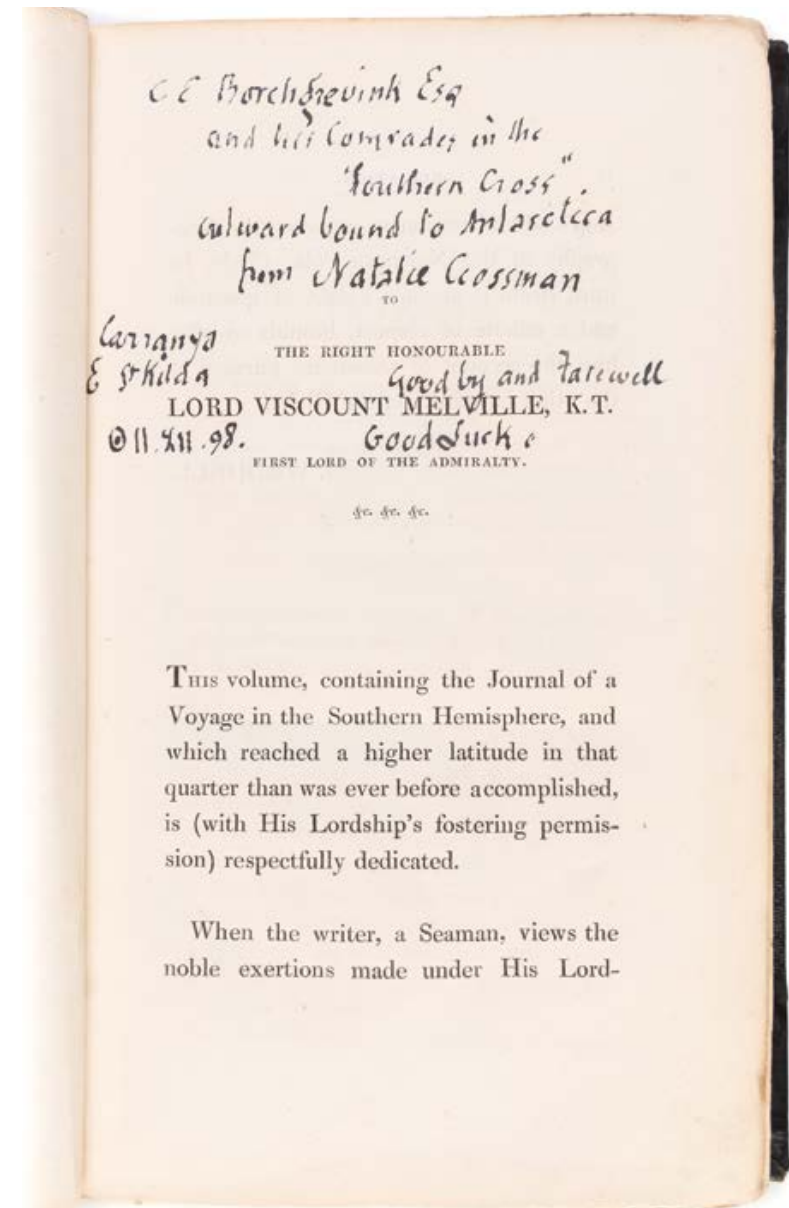 C E Borchgrevink Esq
and his Comrades in the
"Southern Cross".
outward bound to Antarctica
from Natalie Crossman
TO
Carranya
THE RIGHT HONOURABLE
E St Kilda
Good by and Farewell
LORD VISCOUNT MELVILLE, K.T.
11.XII.98.
Good Luck
FIRST LORD OF THE ADMIRALTY.
&c. &c. &c.
THIS volume, containing the Journal of a
Voyage in the Southern Hemisphere, and
which reached a higher latitude in that
quarter than was ever before accomplished,
is (with His Lordship's fostering permis-
sion) respectfully dedicated.
When the writer, a Seaman, views the
noble exertions made under His Lord-